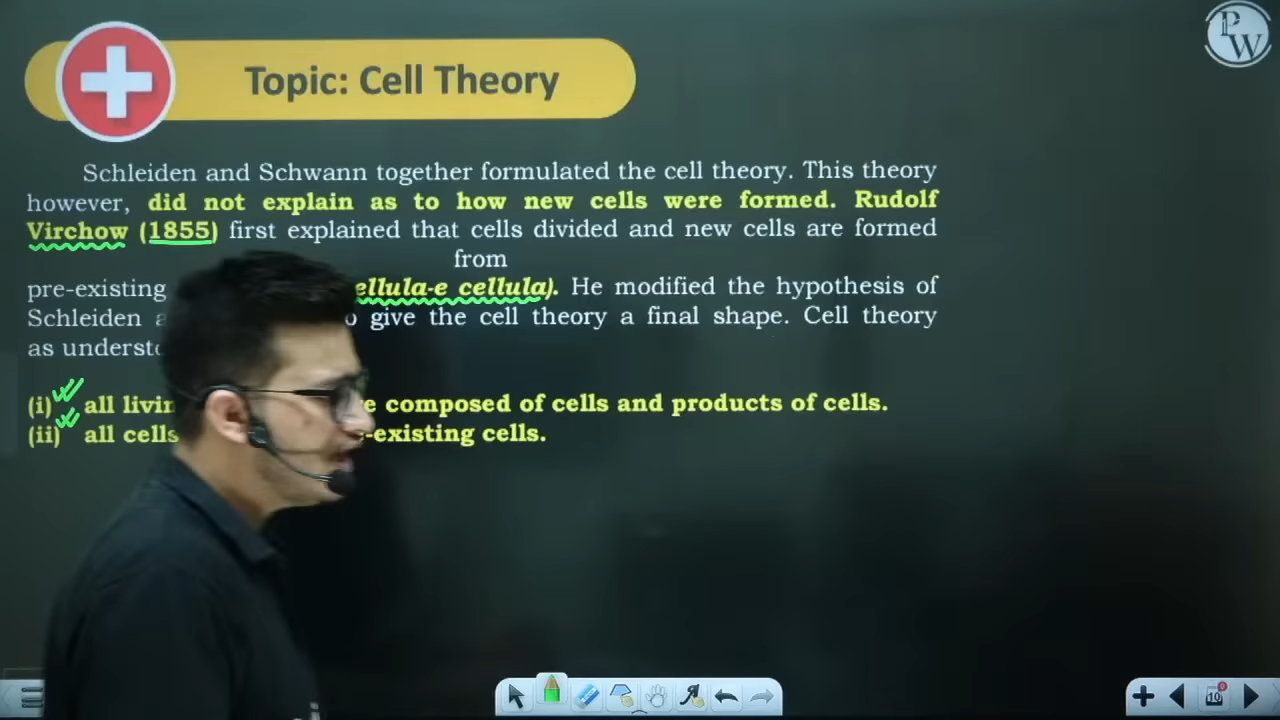 PW
Topic: Cell Theory
Schleiden and Schwann together formulated the cell theory. This theory
however, did not explain as to how new cells were formed. Rudolf
Virchow (1855) first explained that cells divided and new cells are formed
from
pre-existing ellula-e cellula). He modified the hypothesis of
Schleiden to give the cell theory a final shape. Cell theory
as
(i) all composed of cells and products of cells.
(ii) all cells -existing cells.
10